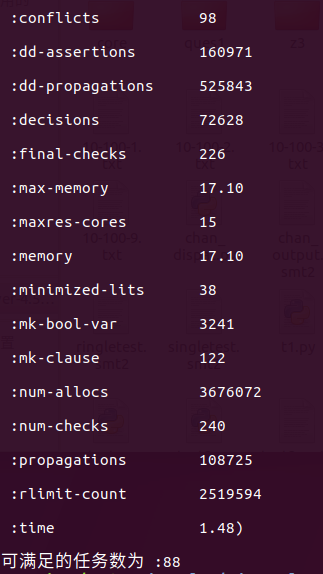 :conflicts 98
:dd-assertions 160971
:dd-propagations 525843
:decisions 72628
:final-checks 226
:max-memory 17.10
:maxres-cores 15
:memory 17.10
:minimized-lits 38
:mk-bool-var 3241
:mk-clause 122
:num-allocs 3676072
:num-checks 240
:propagations 108725
:rlimit-count 2519594
:time 1.48)
可满足的任务数为 :88